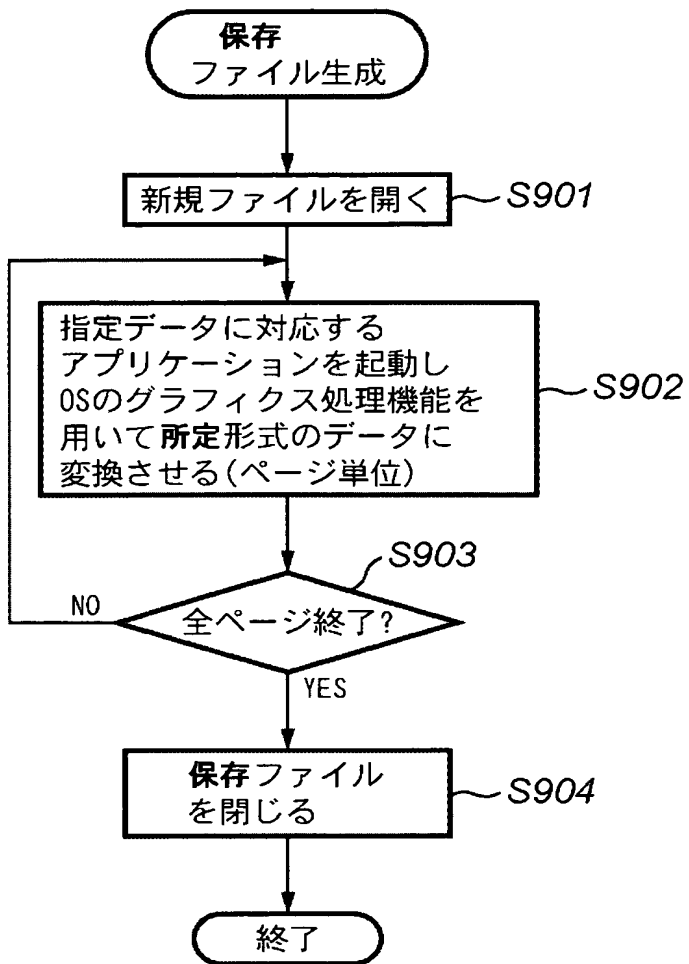 保存
ファイル生成
新規ファイルを開く
S901
指定データに対応する
アプリケーションを起動し
OSのグラフィクス処理機能を
用いて所定形式のデータに
変換させる(ページ単位)
S902
S903
全ページ終了?
NO
YES
保存ファイル
を閉じる
S904
終了